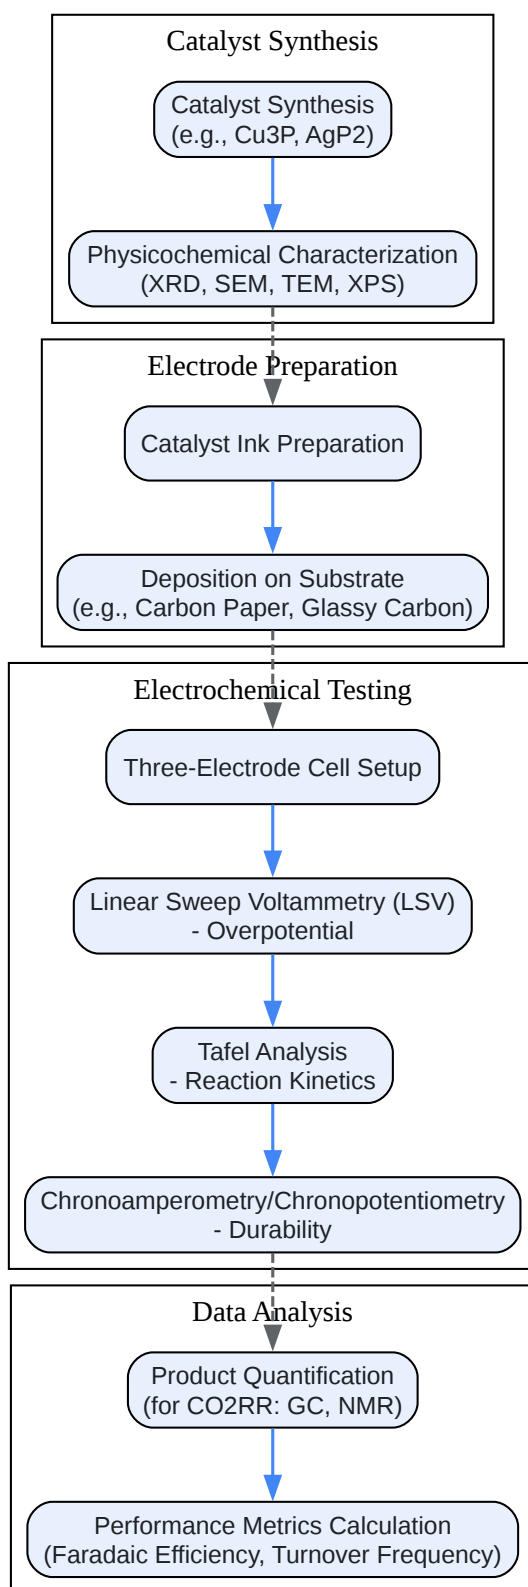 Catalyst Synthesis
Catalyst Synthesis
(e.g., Cu3P, AgP2)
Physicochemical Characterization
(XRD, SEM, TEM, XPS)
Electrode Preparation
Catalyst Ink Preparation
Deposition on Substrate
(e.g., Carbon Paper, Glassy Carbon)
Electrochemical Testing
Three-Electrode Cell Setup
Linear Sweep Voltammetry (LSV)
- Overpotential
Tafel Analysis
- Reaction Kinetics
Chronoamperometry/Chronopotentiometry
- Durability
Data Analysis
Product Quantification
(for CO2RR: GC, NMR)
Performance Metrics Calculation
(Faradaic Efficiency, Turnover Frequency)